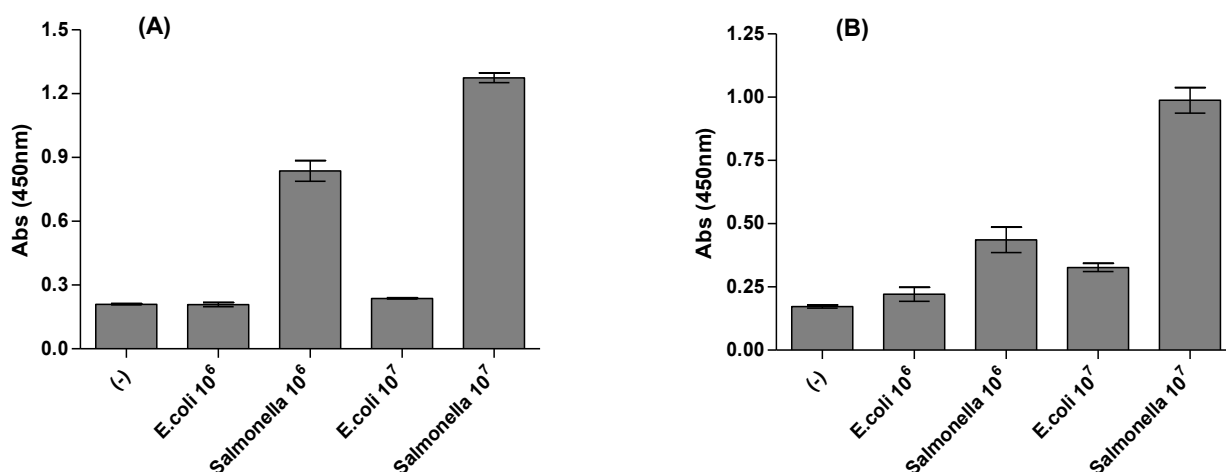 (A)
Abs (450nm)
1.5
1.2
0.9
0.6
0.3
0.0
(-)
E.coli 10⁶
Salmonella 10⁶
E.coli 10⁷
Salmonella 10⁷
(B)
Abs (450nm)
1.25
1.00
0.75
0.50
0.25
0.00
(-)
E.coli 10⁶
Salmonella 10⁶
E.coli 10⁷
Salmonella 10⁷